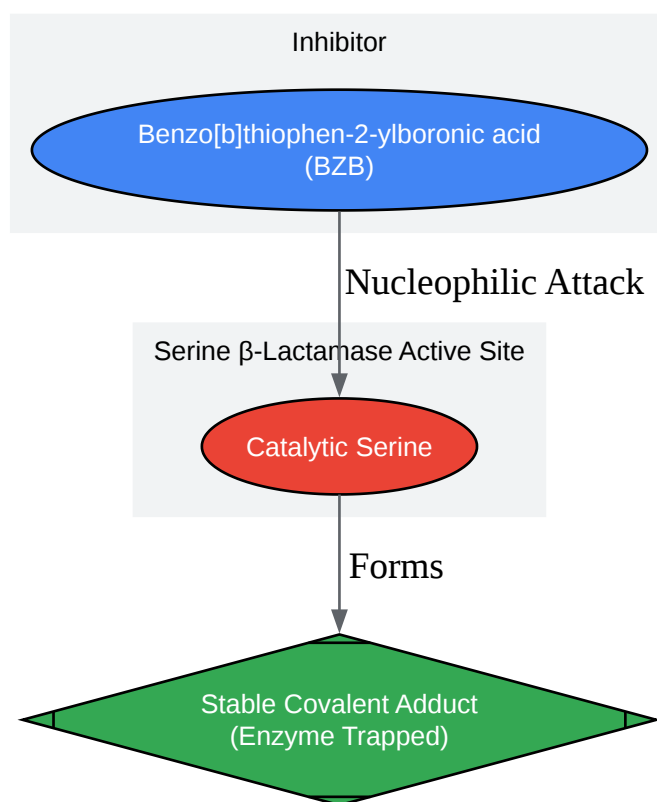 Inhibitor
Benzo[b]thiophen-2-ylboronic acid
(BZB)
Nucleophilic Attack
Serine β-Lactamase Active Site
Catalytic Serine
Forms
Stable Covalent Adduct
(Enzyme Trapped)